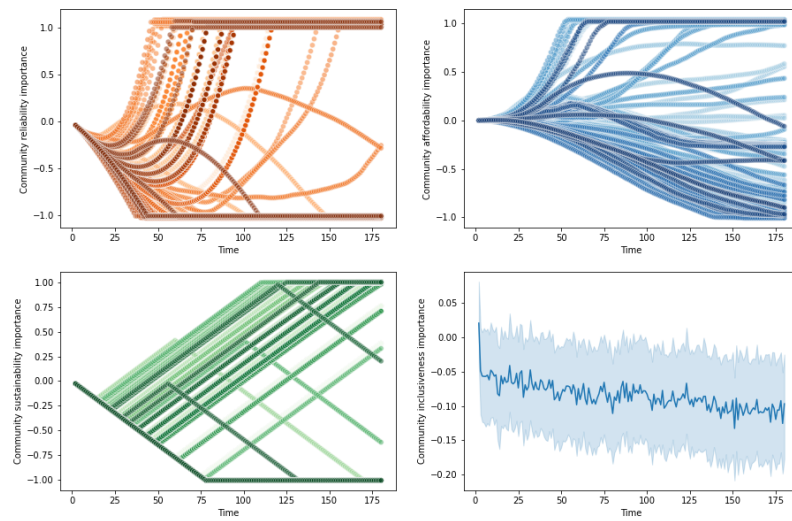 Community reliability importance
1.0
0.5
0.0
−0.5
−1.0
0 25 50 75 100 125 150 175
Time
Community affordability importance
1.0
0.5
0.0
−0.5
−1.0
0 25 50 75 100 125 150 175
Time
Community sustainability importance
1.00
0.75
0.50
0.25
0.00
−0.25
−0.50
−0.75
−1.00
0 25 50 75 100 125 150 175
Time
Community inclusiveness importance
0.05
0.00
−0.05
−0.10
−0.15
−0.20
0 25 50 75 100 125 150 175
Time